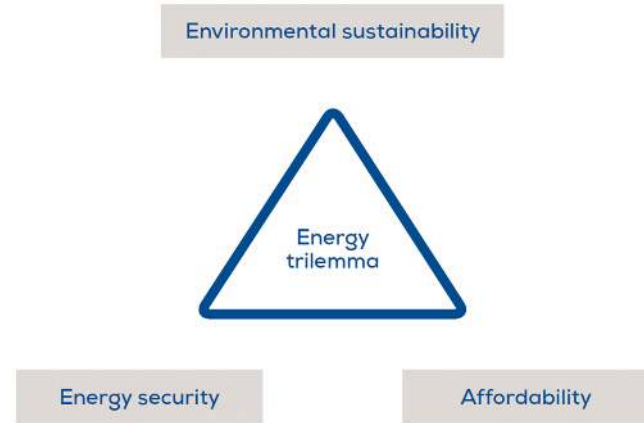 Environmental sustainability
Energy
trilemma
Energy security
Affordability